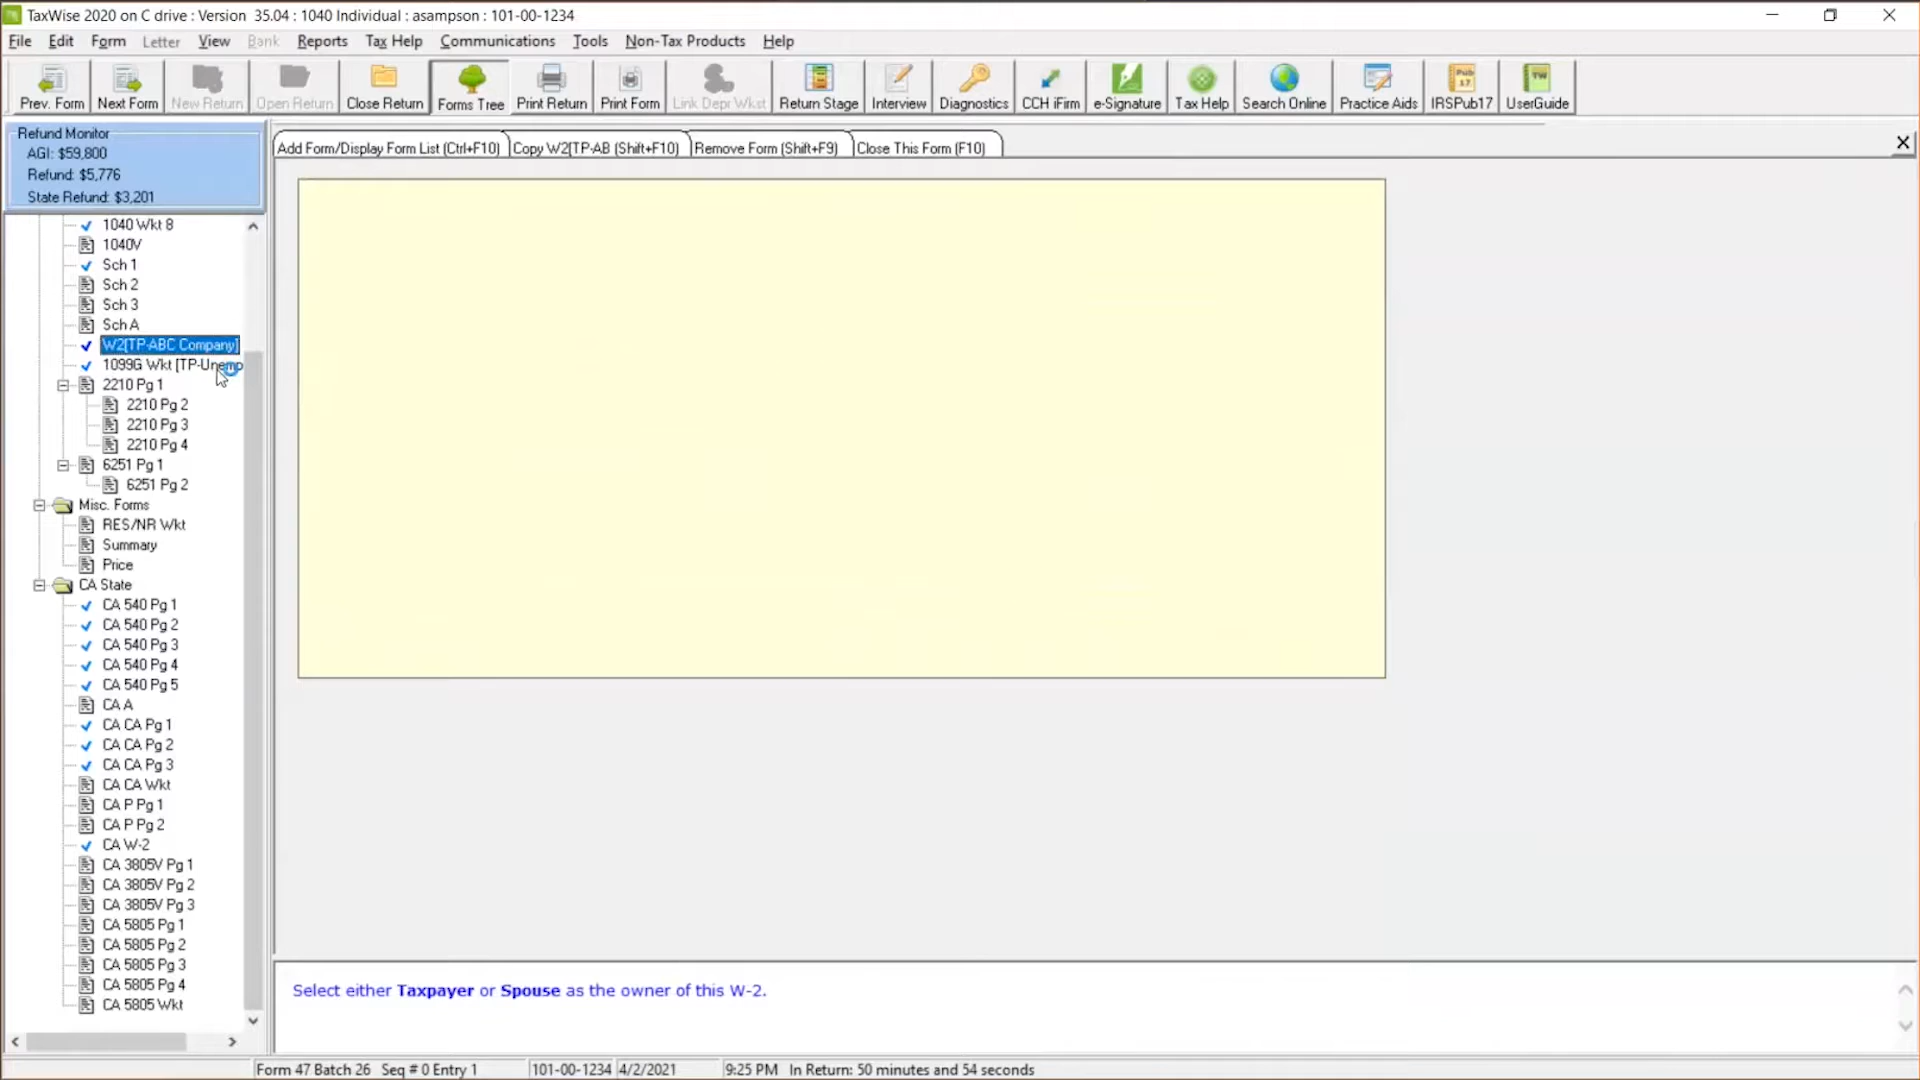 TaxWise 2020 on C drive : Version 35.04 : 1040 Individual : asampson : 101-00-1234
File Edit Form Letter View Bank Reports Tax Help Communications Tools Non-Tax Products Help
Prev. Form Next Form New Return Open Return Close Return Forms Tree Print Return Print Form Link Depr Wkst Return Stage Interview Diagnostics CCH iFirm e-Signature Tax Help Search Online Practice Aids IRSPub17 UserGuide
Refund Monitor
AGI: $59,800
Refund: $5,776
State Refund: $3,201
Add Form/Display Form List (Ctrl+F10) Copy W2[TP-AB (Shift+F10) Remove Form (Shift+F9) Close This Form (F10)
1040 Wkt 8
1040V
Sch 1
Sch 2
Sch 3
Sch A
W2[TP-ABC Company]
1099G Wkt [TP-Unemp
2210 Pg 1
2210 Pg 2
2210 Pg 3
2210 Pg 4
6251 Pg 1
6251 Pg 2
Misc. Forms
RES/NR Wkt
Summary
Price
CA State
CA 540 Pg 1
CA 540 Pg 2
CA 540 Pg 3
CA 540 Pg 4
CA 540 Pg 5
CA A
CA CA Pg 1
CA CA Pg 2
CA CA Pg 3
CA CA Wkt
CA P Pg 1
CA P Pg 2
CA W-2
CA 3805V Pg 1
CA 3805V Pg 2
CA 3805V Pg 3
CA 5805 Pg 1
CA 5805 Pg 2
CA 5805 Pg 3
CA 5805 Pg 4
CA 5805 Wkt
Select either Taxpayer or Spouse as the owner of this W-2.
Form 47 Batch 26 Seq # 0 Entry 1 101-00-1234 4/2/2021 9:25 PM In Return: 50 minutes and 54 seconds